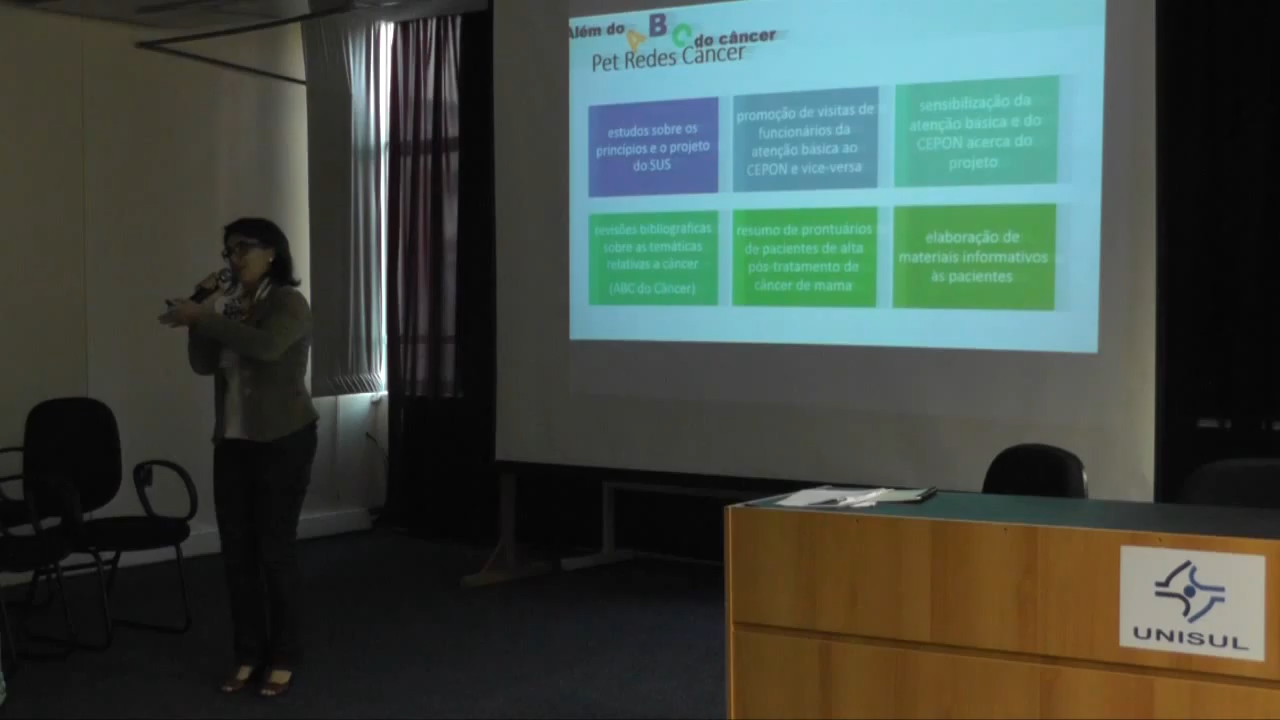 Além do ABC do câncer
Pet Redes Câncer
estudos sobre os
princípios e o projeto
do SUS
promoção de visitas de
funcionários da
atenção básica ao
CEPON e vice-versa
sensibilização da
atenção básica e do
CEPON acerca do
projeto
revisões bibliograficas
sobre as temáticas
relativas a câncer
(ABC do Câncer)
resumo de prontuários
de pacientes de alta
pós-tratamento de
câncer de mama
elaboração de
materiais informativos
às pacientes
UNISUL